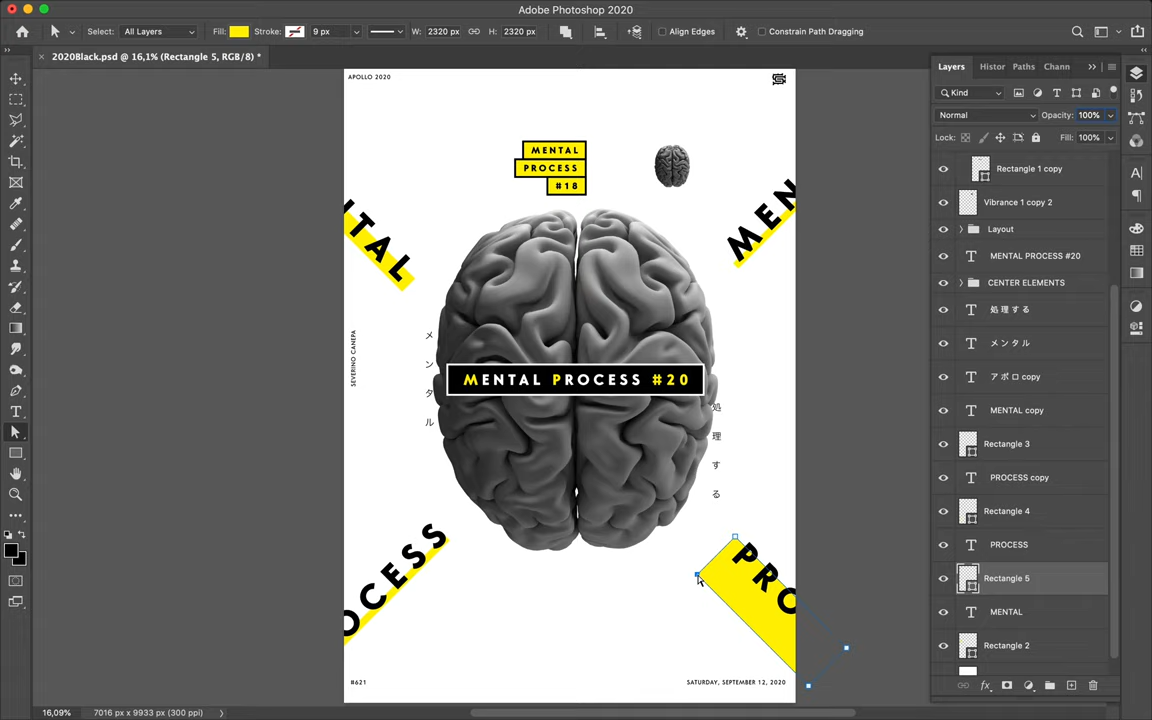 Adobe Photoshop 2020
Select:
All Layers
Fill:
Stroke:
9 px
W:
2320 px
H:
2320 px
Align Edges
Constrain Path Dragging
2020Black.psd @ 16,1% (Rectangle 5, RGB/8) *
Layers
Histor
Paths
Chann
Kind
Normal
Opacity:
100%
Lock:
Fill:
100%
Rectangle 1 copy
Vibrance 1 copy 2
Layout
MENTAL PROCESS #20
CENTER ELEMENTS
処理する
メンタル
アポロ copy
MENTAL copy
Rectangle 3
PROCESS copy
Rectangle 4
PROCESS
Rectangle 5
MENTAL
Rectangle 2
APOLLO 2020
MENTAL
PROCESS
#18
NTAL
MEN
SEVERINO CANEPA
メンタル
MENTAL PROCESS #20
処理する
OCESS
PRO
#621
SATURDAY, SEPTEMBER 12, 2020
16,09%
7016 px x 9933 px (300 ppi)